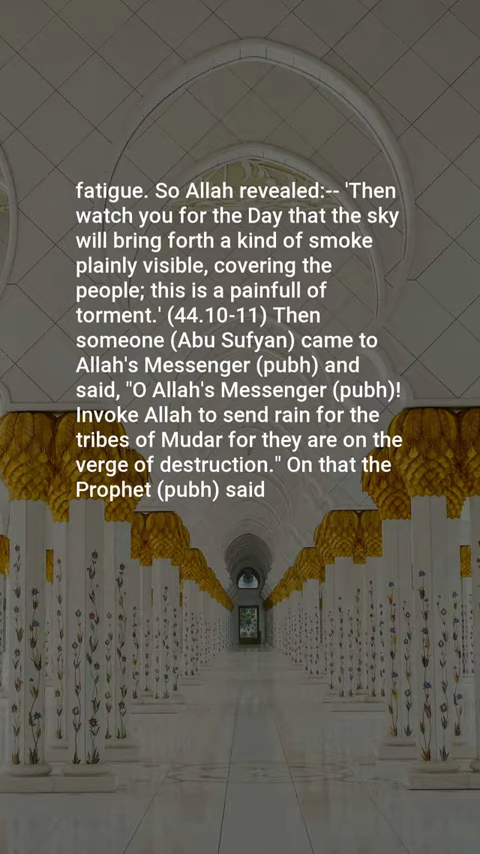 fatigue. So Allah revealed:-- 'Then
watch you for the Day that the sky
will bring forth a kind of smoke
plainly visible, covering the
people; this is a painfull of
torment.' (44.10-11) Then
someone (Abu Sufyan) came to
Allah's Messenger (pubh) and
said, "O Allah's Messenger (pubh)!
Invoke Allah to send rain for the
tribes of Mudar for they are on the
verge of destruction." On that the
Prophet (pubh) said